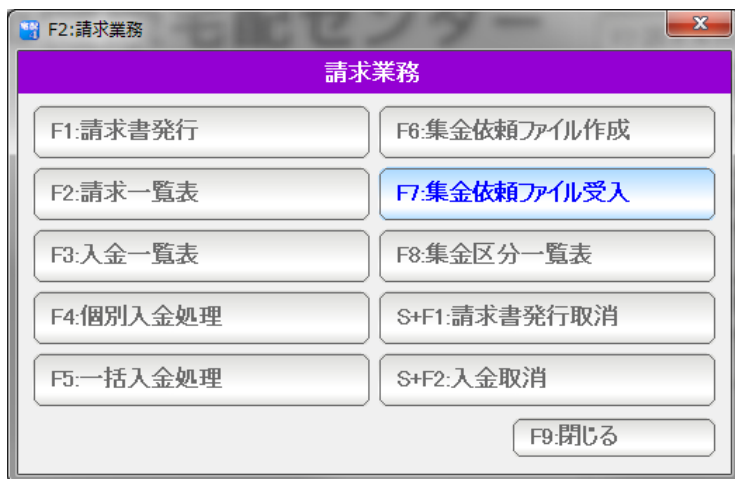 F2:請求業務
請求業務
F1:請求書発行
F2:請求一覧表
F3:入金一覧表
F4:個別入金処理
F5:一括入金処理
F6:集金依頼ファイル作成
F7:集金依頼ファイル受入
F8:集金区分一覧表
S+F1:請求書発行取消
S+F2:入金取消
F9:閉じる